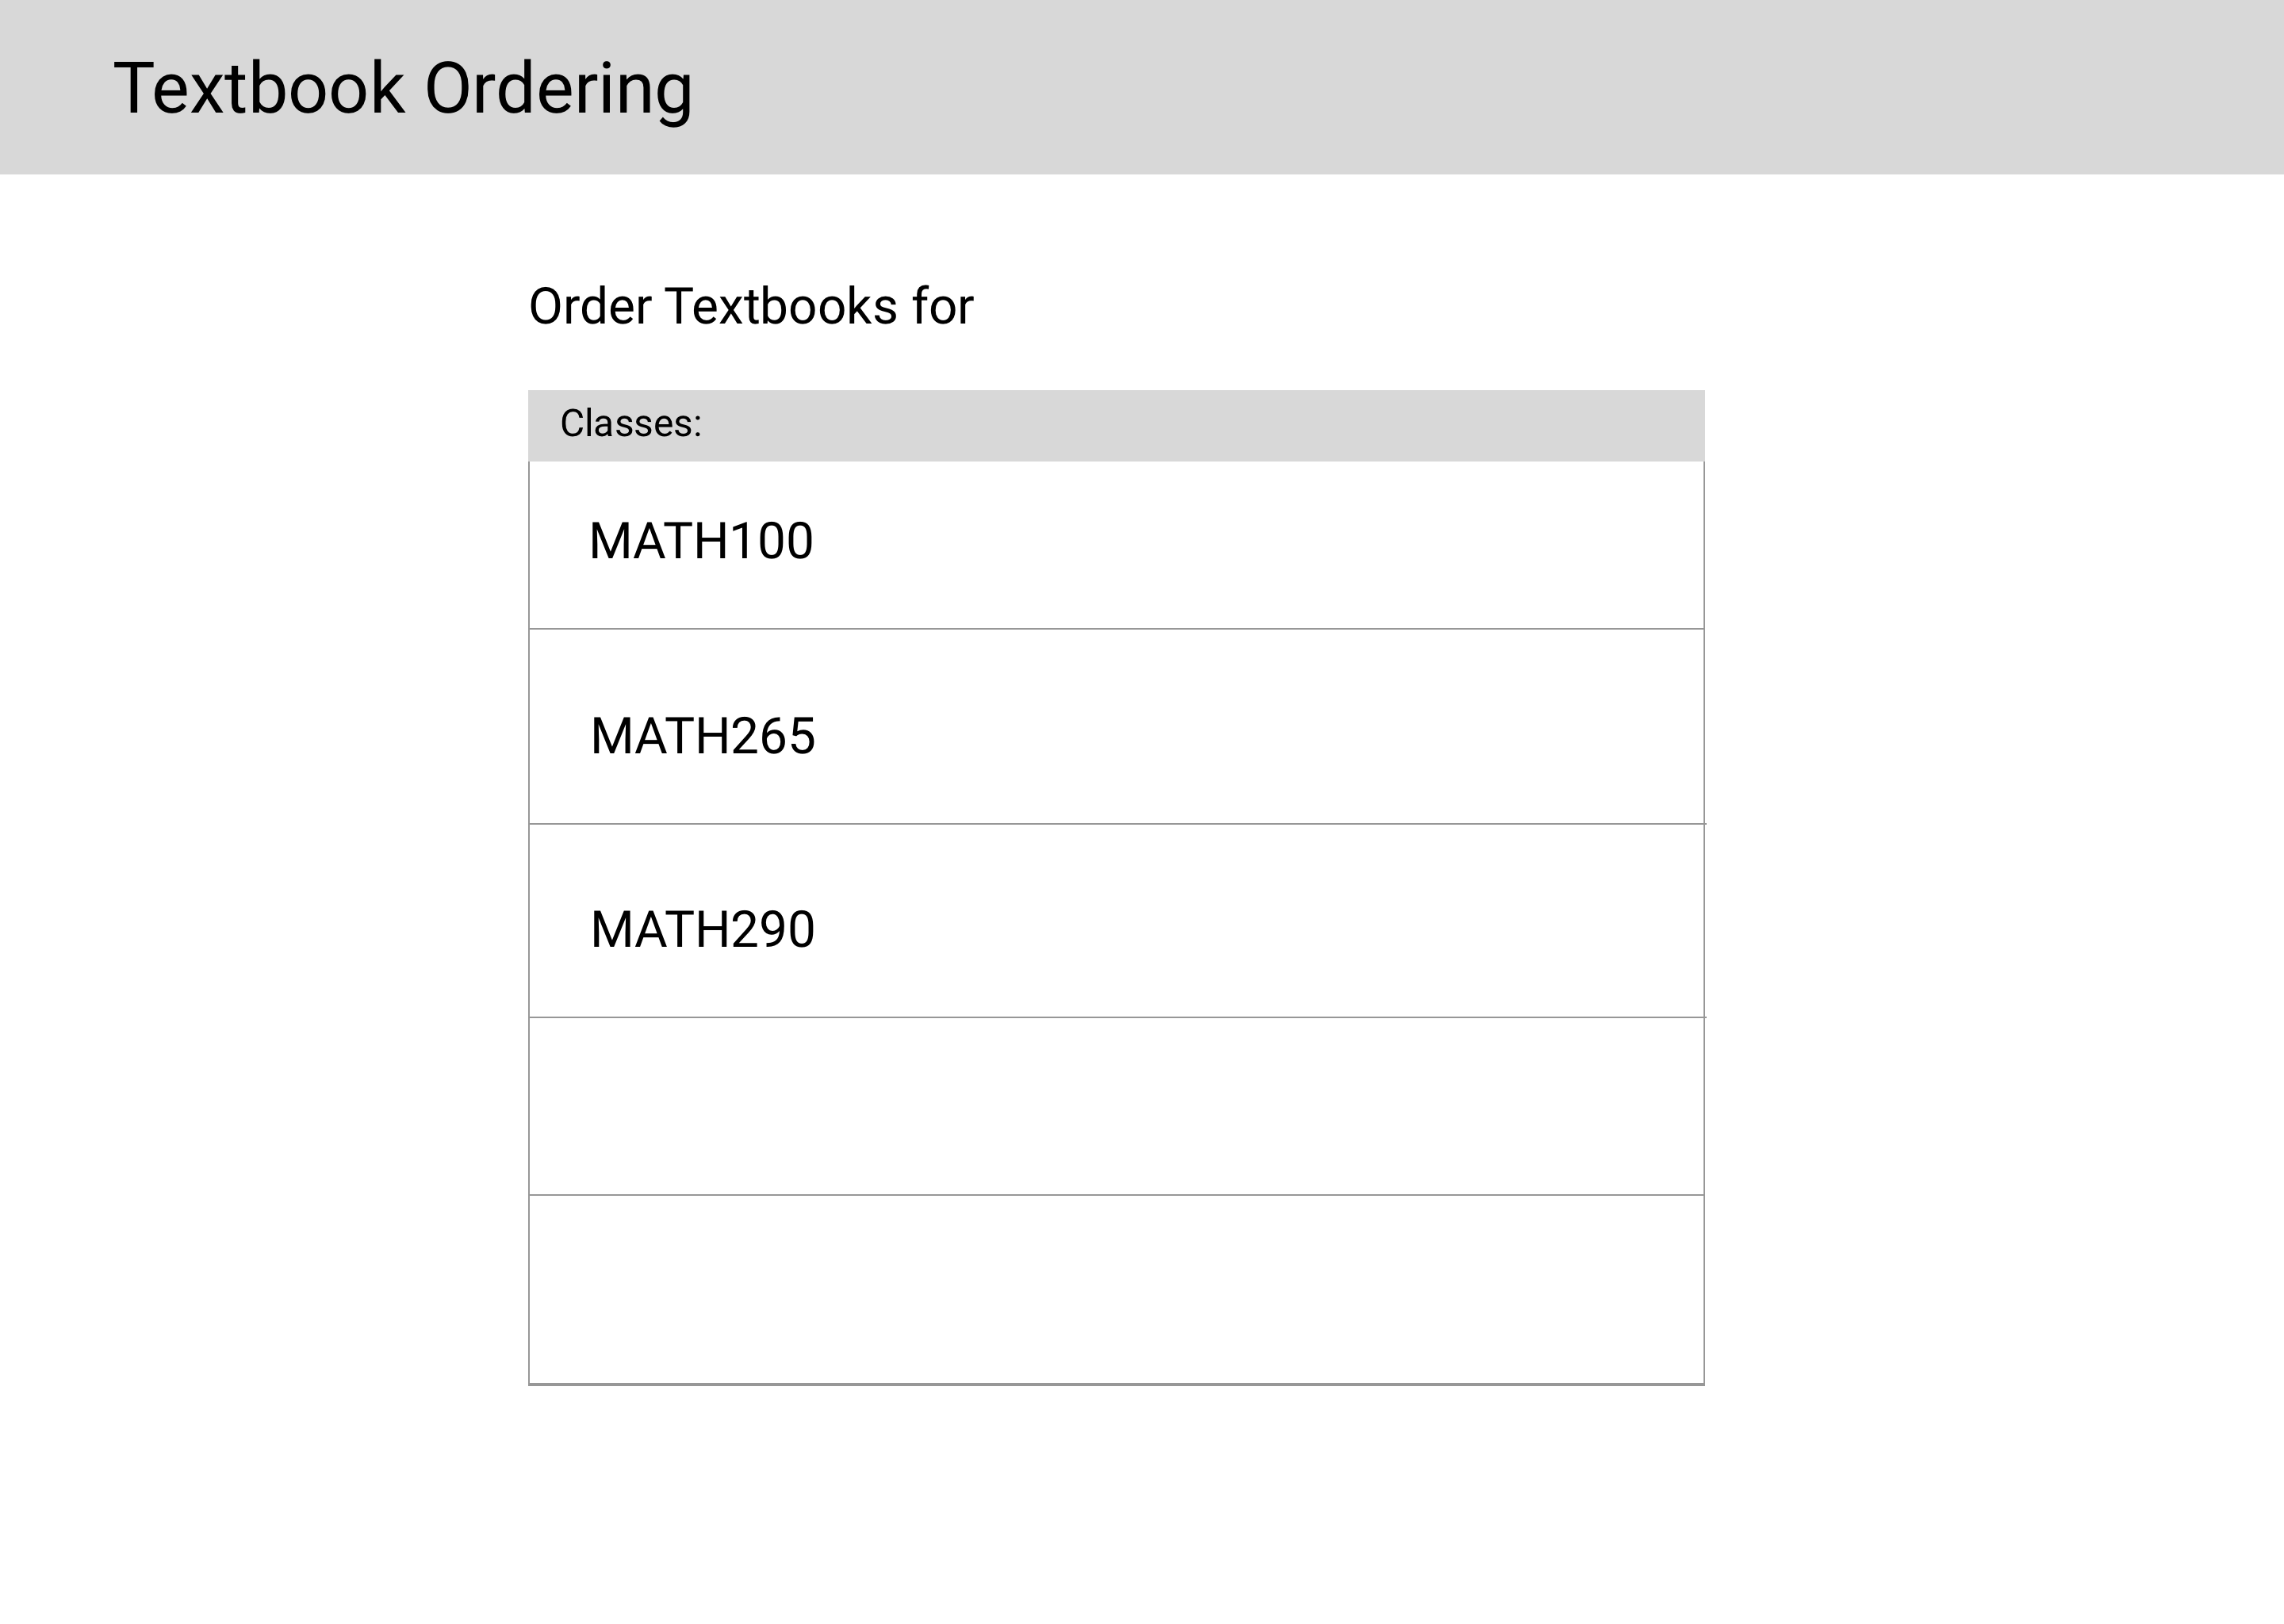 Textbook Ordering
Order Textbooks for
Classes:
MATH100
MATH265
MATH290